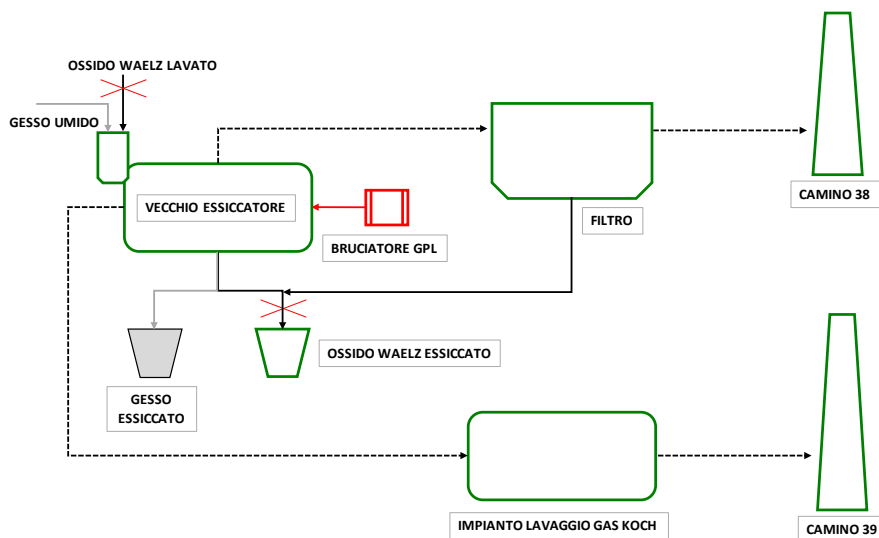 OSSIDO WAELZ LAVATO
GESSO UMIDO
VECCHIO ESSICCATORE
BRUCIATORE GPL
FILTRO
CAMINO 38
OSSIDO WAELZ ESSICCATO
GESSO
ESSICCATO
IMPIANTO LAVAGGIO GAS KOCH
CAMINO 39